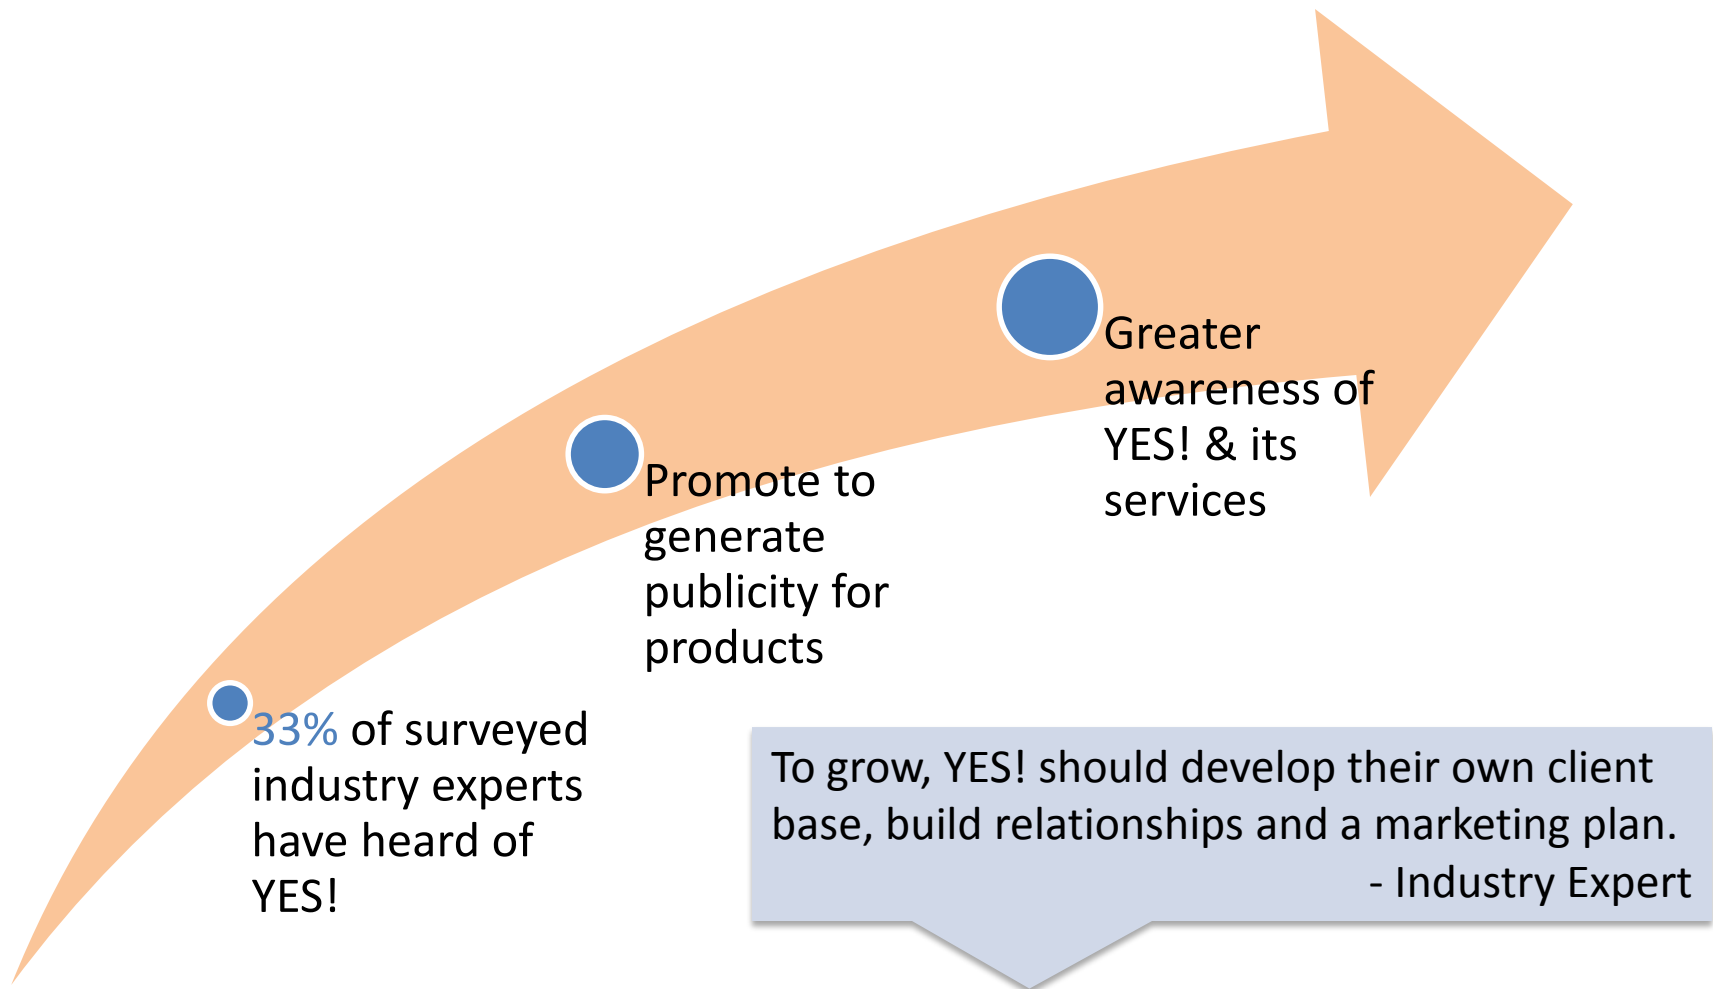 Greater
awareness of
YES! & its
services
Promote to
generate
publicity for
products
33% of surveyed
industry experts
have heard of
YES!
To grow, YES! should develop their own client
base, build relationships and a marketing plan.
- Industry Expert